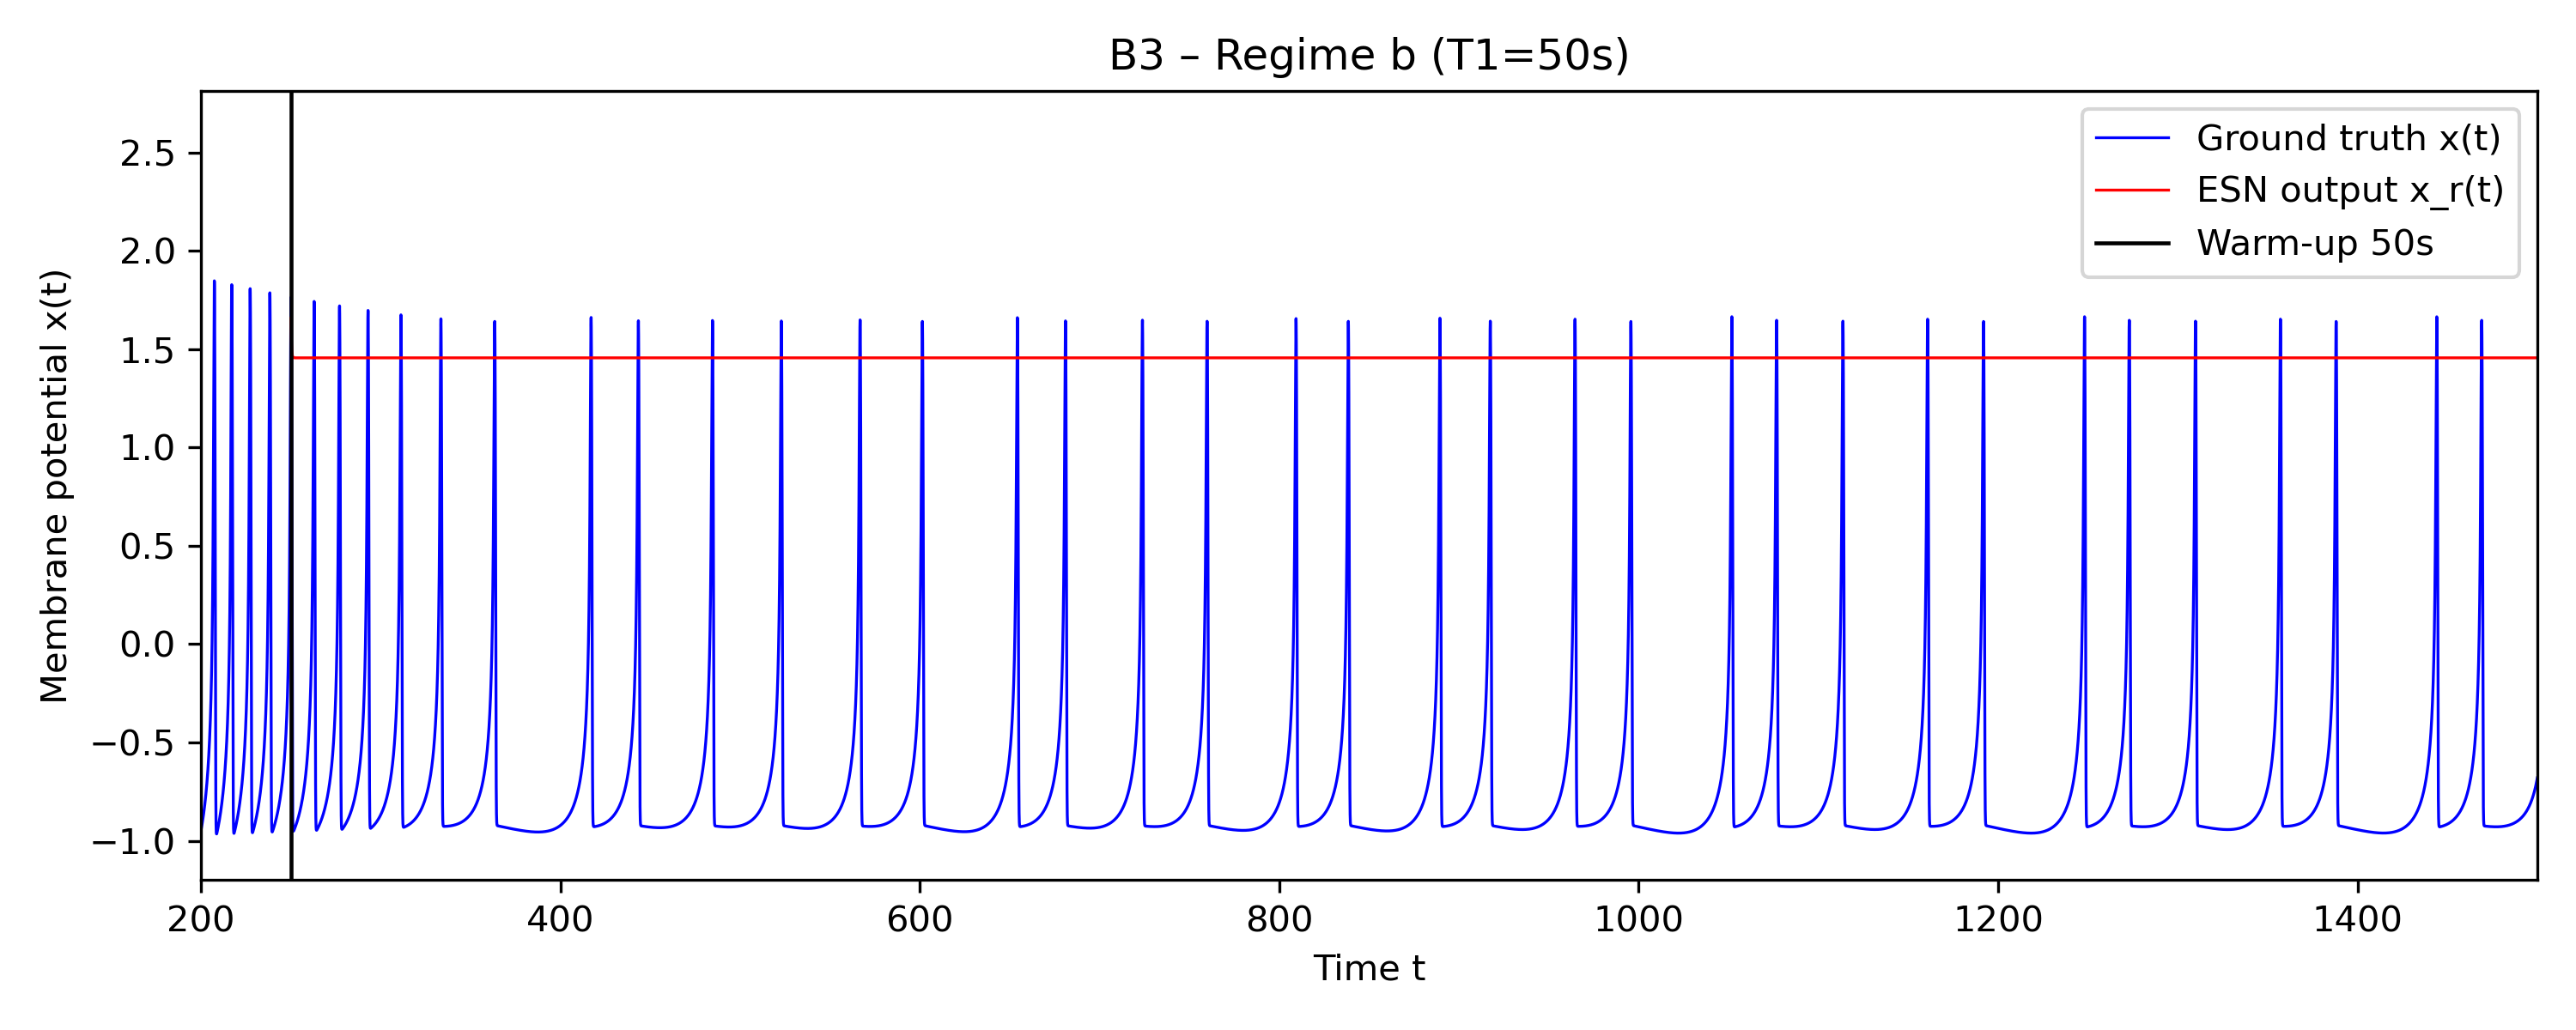 B3 – Regime b (T1=50s)
Ground truth x(t)
ESN output x_r(t)
Warm-up 50s
Membrane potential x(t)
2.5
2.0
1.5
1.0
0.5
0.0
−0.5
−1.0
200 400 600 800 1000 1200 1400
Time t